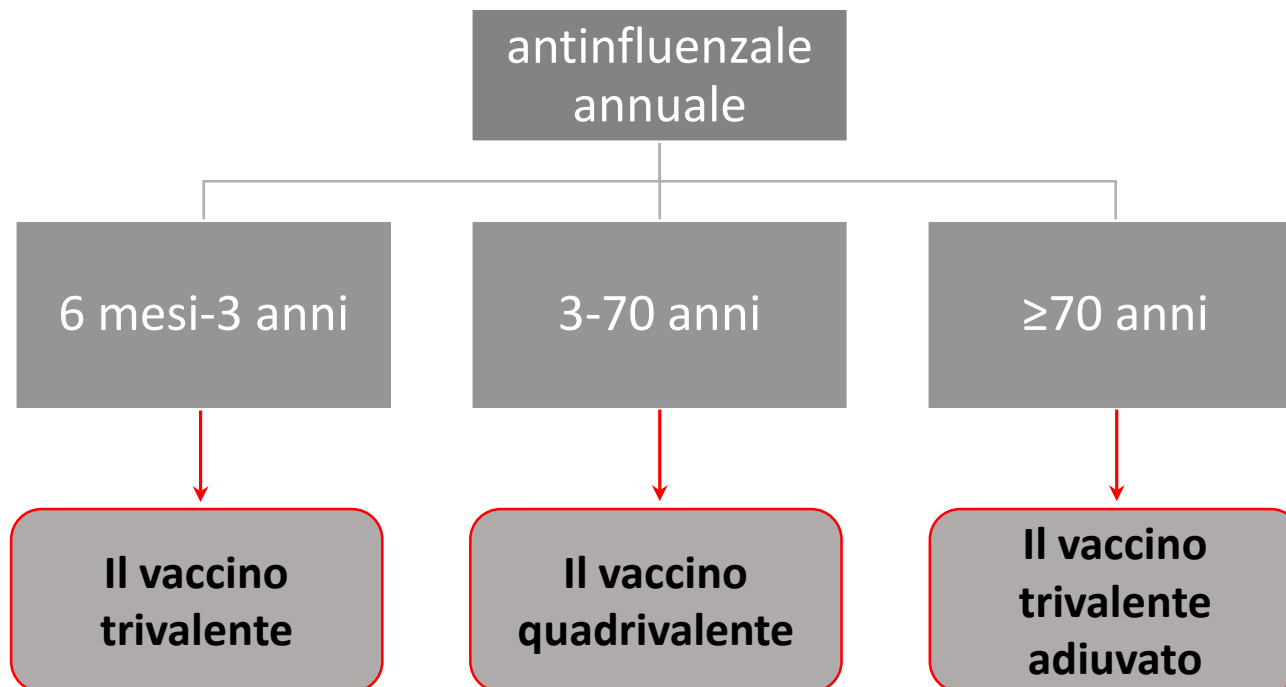 antinfluenzale
annuale
6 mesi-3 anni
3-70 anni
≥70 anni
Il vaccino
trivalente
Il vaccino
quadrivalente
Il vaccino
trivalente
adiuvato